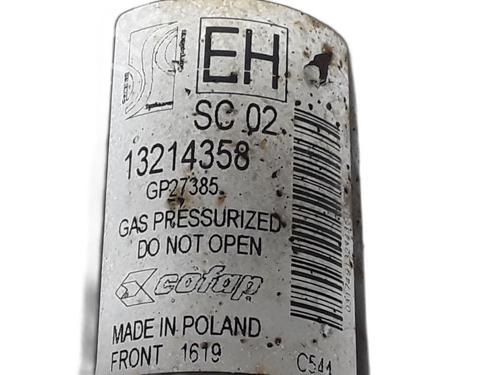 EH
SC 02
13214358
GP27385
GAS PRESSURIZED
DO NOT OPEN
cofap
MADE IN POLAND
FRONT 1619 C541